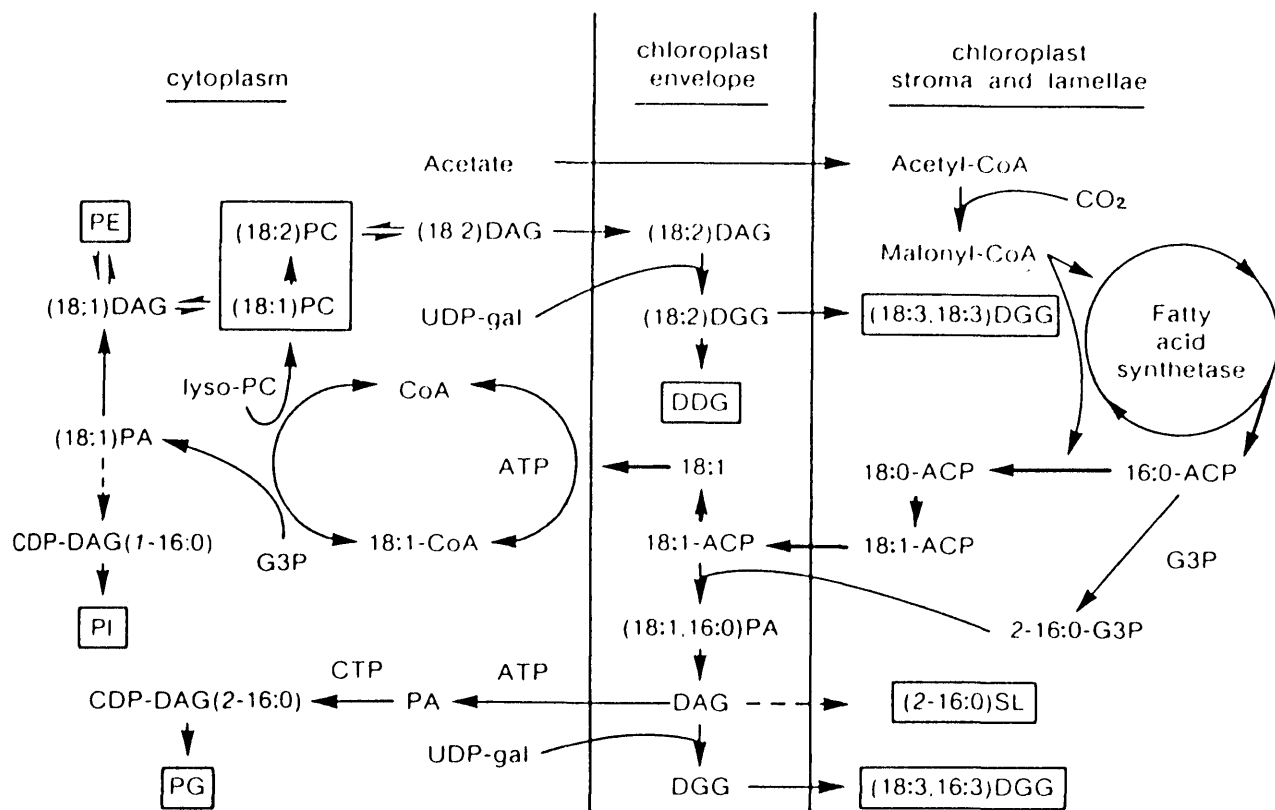 cytoplasm
chloroplast
envelope
chloroplast
stroma and lamellae
Acetate
Acetyl-CoA
CO₂
PE
(18:2)PC
(18 2)DAG
(18:2)DAG
Malonyl-CoA
(18:1)DAG
(18:1)PC
UDP-gal
(18:2)DGG
(18:3,18:3)DGG
Fatty
acid
synthetase
lyso-PC
CoA
DDG
(18:1)PA
ATP
18:1
18:0-ACP
16:0-ACP
CDP-DAG(1-16:0)
G3P
18:1-CoA
18:1-ACP
18:1-ACP
G3P
PI
(18:1,16:0)PA
2-16:0-G3P
CTP
ATP
CDP-DAG(2-16:0)
PA
DAG
(2-16:0)SL
UDP-gal
PG
DGG
(18:3,16:3)DGG